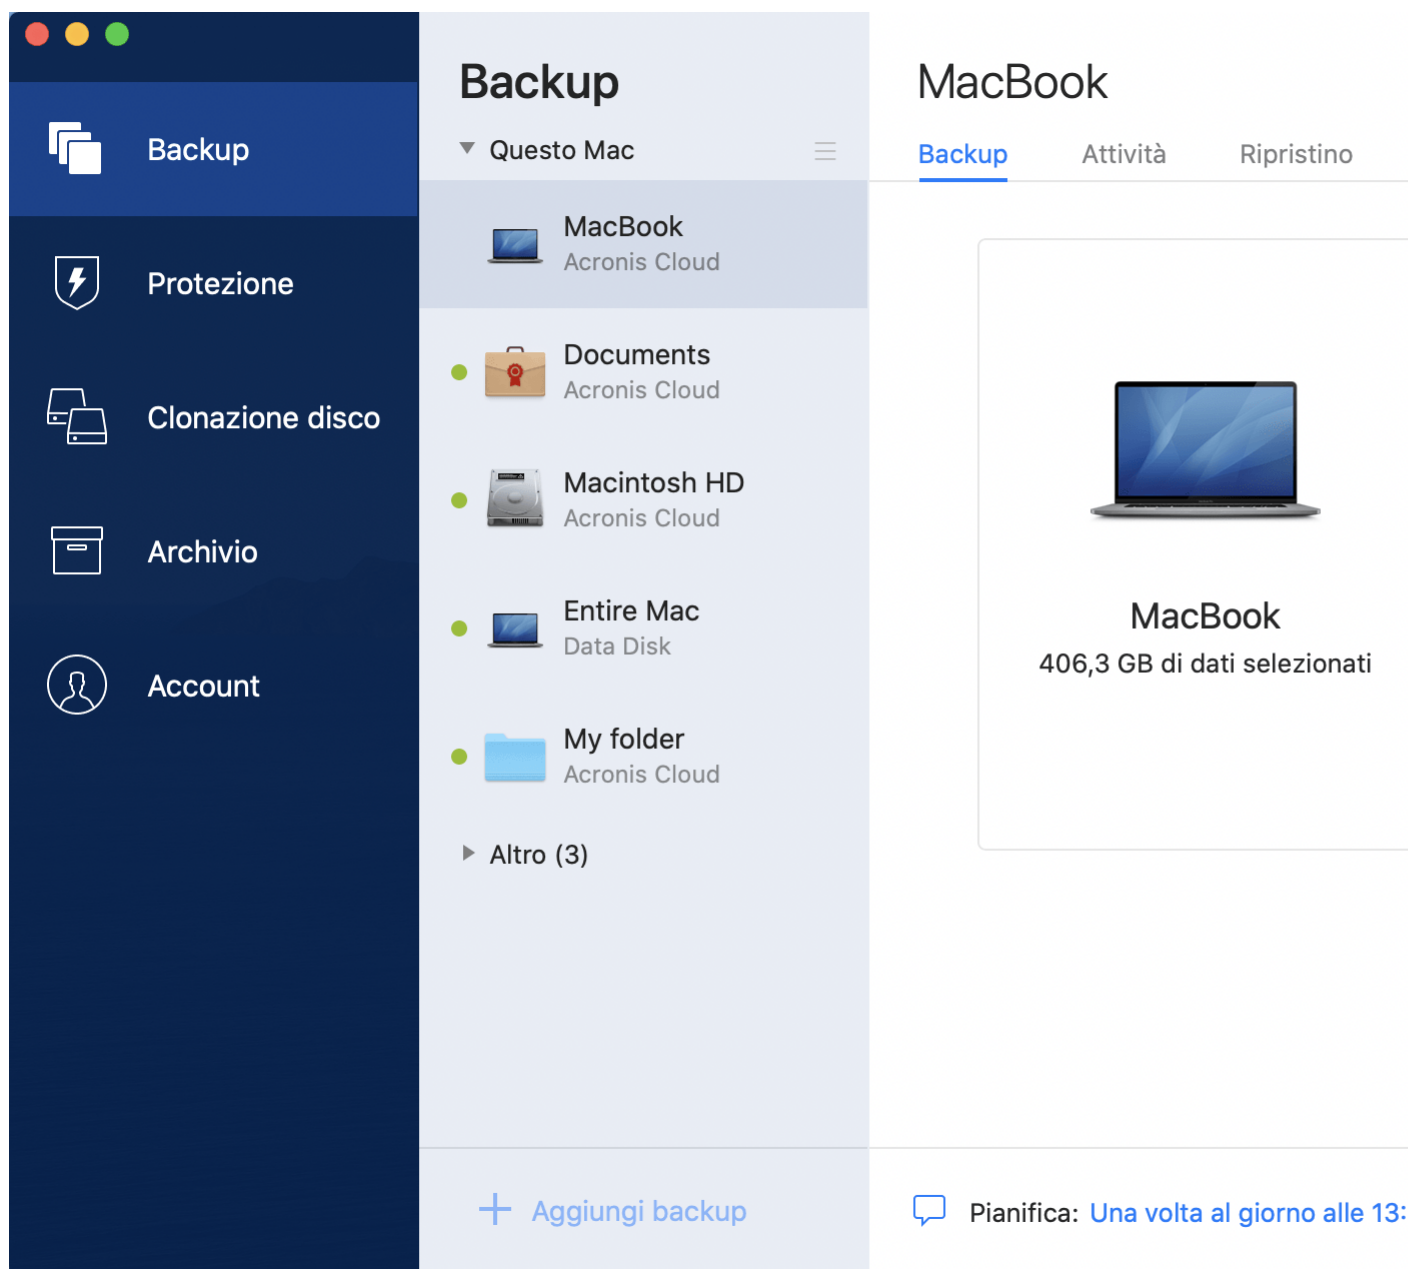 Backup
Protezione
Clonazione disco
Archivio
Account
Backup
Questo Mac
MacBook
Acronis Cloud
Documents
Acronis Cloud
Macintosh HD
Acronis Cloud
Entire Mac
Data Disk
My folder
Acronis Cloud
Altro (3)
Aggiungi backup
MacBook
Backup Attività Ripristino
MacBook
406,3 GB di dati selezionati
Pianifica: Una volta al giorno alle 13: